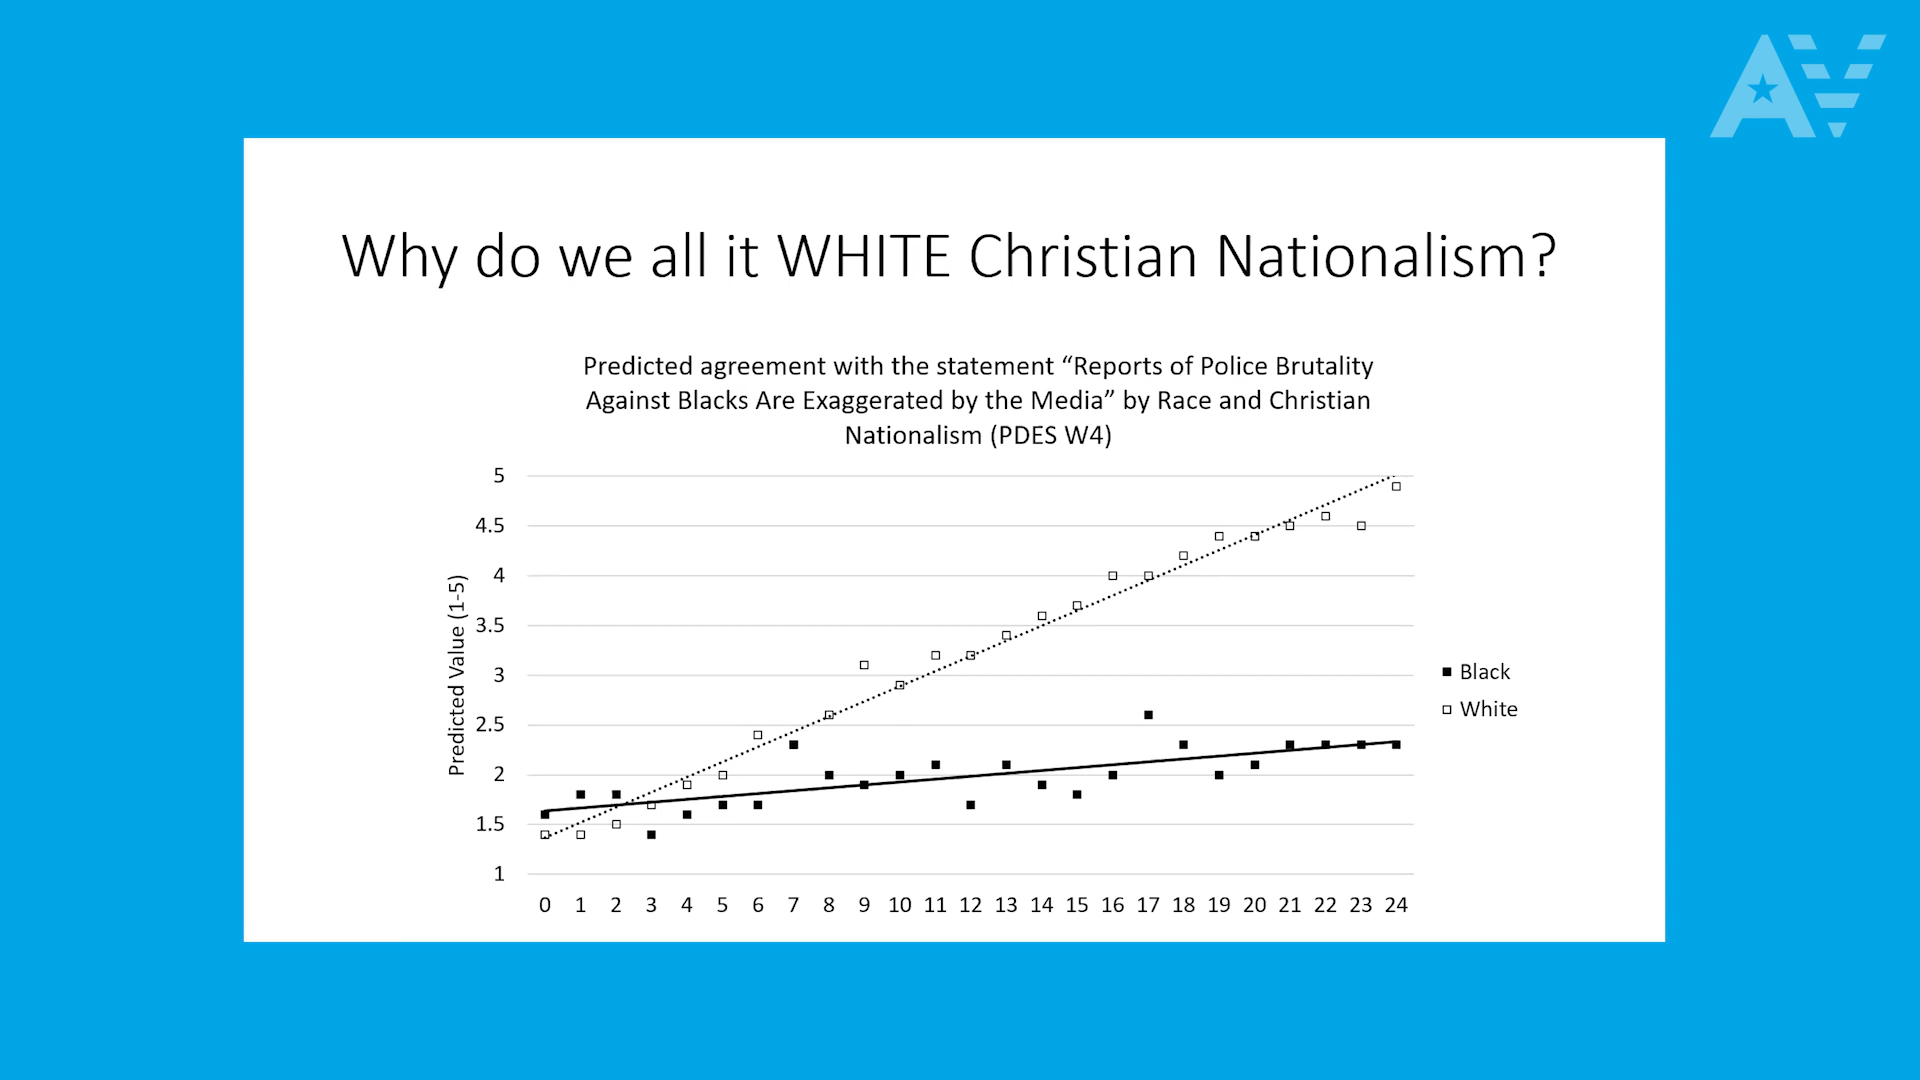 AV
Why do we all it WHITE Christian Nationalism?
Predicted agreement with the statement “Reports of Police Brutality
Against Blacks Are Exaggerated by the Media” by Race and Christian
Nationalism (PDES W4)
Predicted Value (1-5)
5
4.5
4
3.5
3
2.5
2
1.5
1
0 1 2 3 4 5 6 7 8 9 10 11 12 13 14 15 16 17 18 19 20 21 22 23 24
Black
White